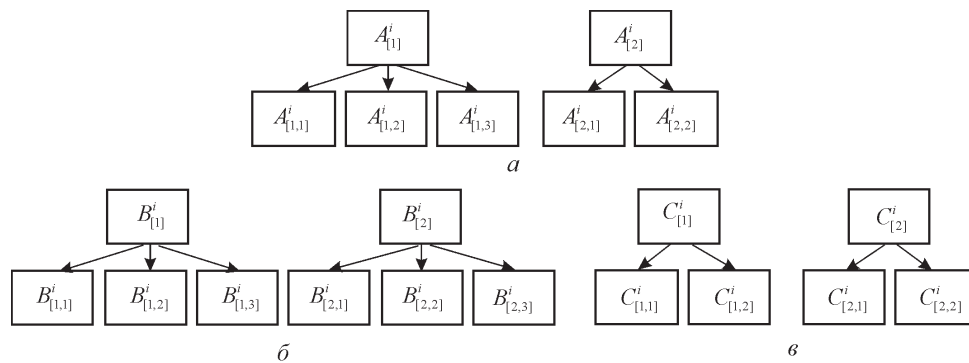 A^i_{[1]} A^i_{[2]}
A^i_{[1,1]} A^i_{[1,2]} A^i_{[1,3]} A^i_{[2,1]} A^i_{[2,2]}
а
B^i_{[1]} B^i_{[2]} C^i_{[1]} C^i_{[2]}
B^i_{[1,1]} B^i_{[1,2]} B^i_{[1,3]} B^i_{[2,1]} B^i_{[2,2]} B^i_{[2,3]} C^i_{[1,1]} C^i_{[1,2]} C^i_{[2,1]} C^i_{[2,2]}
б в